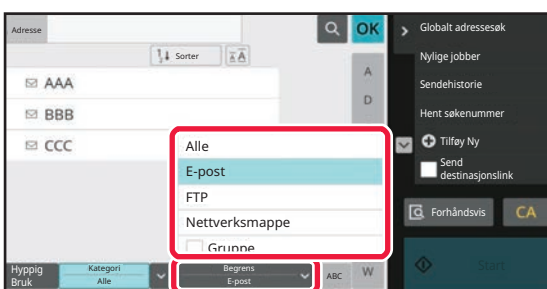 Adresse
OK
Sorter
A
AAA
A
D
BBB
CCC
Alle
E-post
FTP
Nettverksmappe
Gruppe
Hyppig
Bruk
Kategori
Alle
Begrens
E-post
ABC
W
Globalt adressesøk
Nylige jobber
Sendehistorie
Hent søkenummer
Tilføy Ny
Send
destinasjonslink
Forhåndsvis
CA
Start